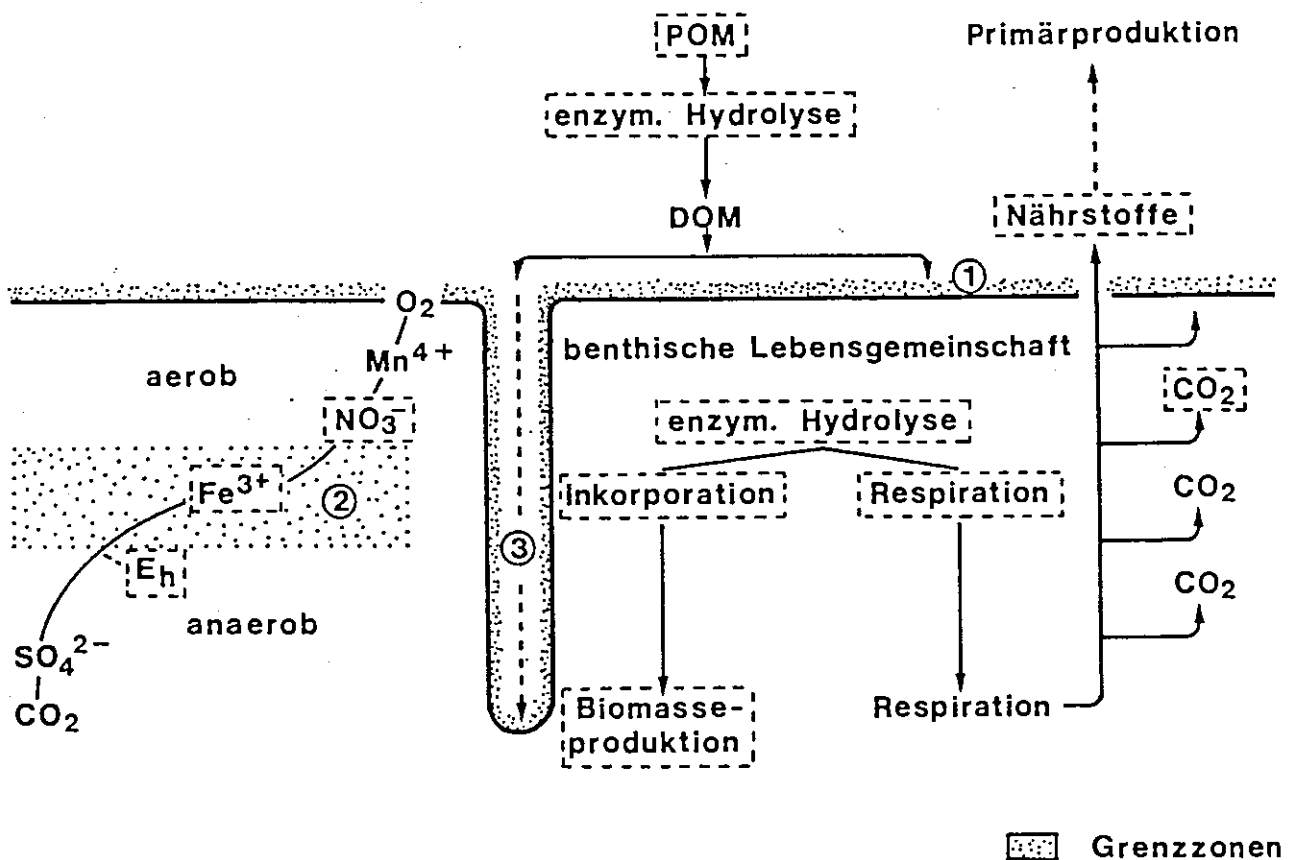 POM
Primärproduktion
enzym. Hydrolyse
DOM
Nährstoffe
①
O₂
Mn⁴⁺
benthische Lebensgemeinschaft
aerob
CO₂
NO₃⁻
enzym. Hydrolyse
Fe³⁺
②
Inkorporation
Respiration
CO₂
③
Eₕ
CO₂
anaerob
SO₄²⁻
CO₂
Biomasse-
produktion
Respiration
Grenzzonen